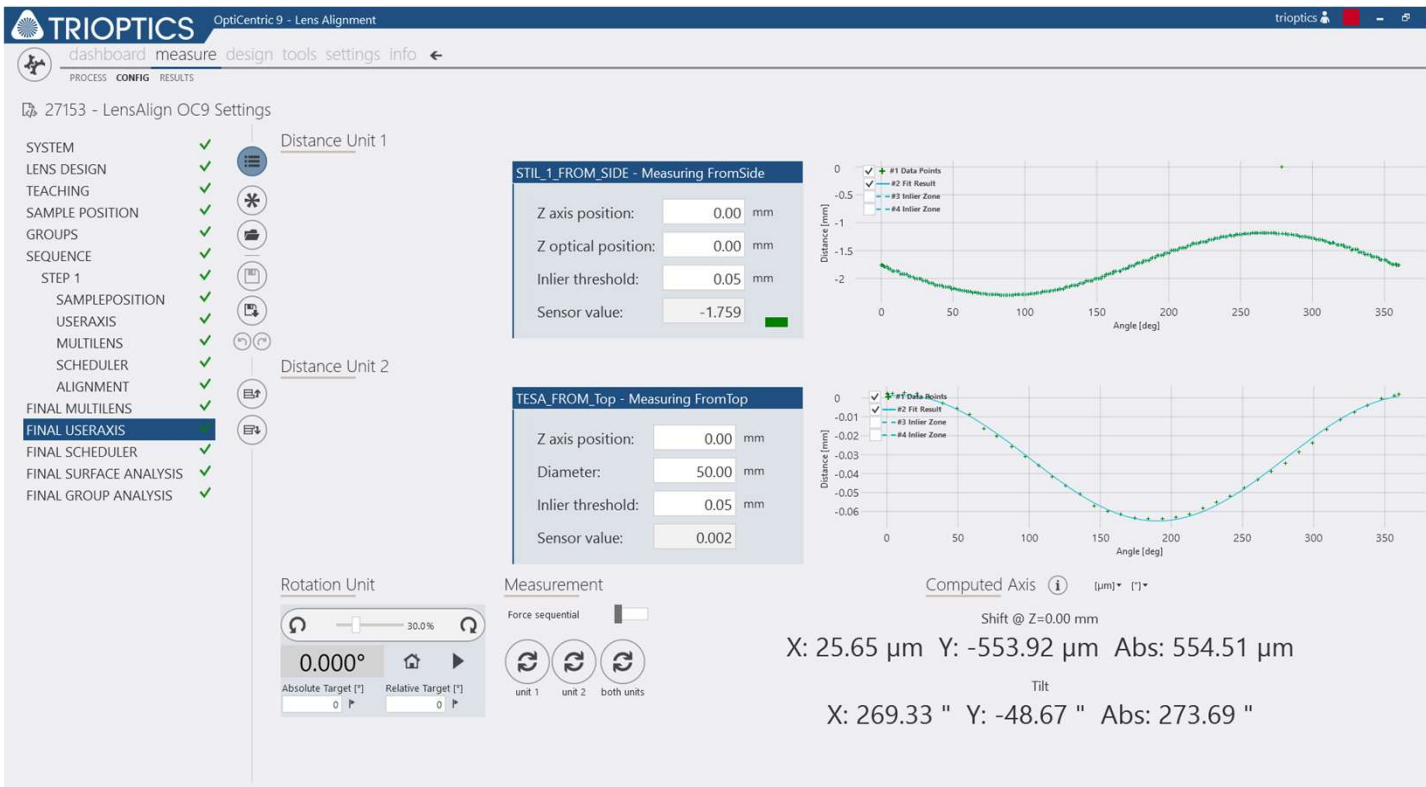 TRIOPTICS
OptiCentric 9 - Lens Alignment
trioptics
dashboard measure design tools settings info
PROCESS CONFIG RESULTS
27153 - LensAlign OC9 Settings
SYSTEM
LENS DESIGN
TEACHING
SAMPLE POSITION
GROUPS
SEQUENCE
STEP 1
SAMPLEPOSITION
USERAXIS
MULTILENS
SCHEDULER
ALIGNMENT
FINAL MULTILENS
FINAL USERAXIS
FINAL SCHEDULER
FINAL SURFACE ANALYSIS
FINAL GROUP ANALYSIS
Distance Unit 1
STIL_1_FROM_SIDE - Measuring FromSide
Z axis position: 0.00 mm
Z optical position: 0.00 mm
Inlier threshold: 0.05 mm
Sensor value: -1.759
#1 Data Points
#2 Fit Result
#3 Inlier Zone
#4 Inlier Zone
Distance [mm]
0
-0.5
-1
-1.5
-2
0 50 100 150 200 250 300 350
Angle [deg]
Distance Unit 2
TESA_FROM_Top - Measuring FromTop
Z axis position: 0.00 mm
Diameter: 50.00 mm
Inlier threshold: 0.05 mm
Sensor value: 0.002
#1 Data Points
#2 Fit Result
#3 Inlier Zone
#4 Inlier Zone
Distance [mm]
0
-0.01
-0.02
-0.03
-0.04
-0.05
-0.06
0 50 100 150 200 250 300 350
Angle [deg]
Rotation Unit
30.0%
0.000°
Absolute Target [°] Relative Target [°]
0 0
Measurement
Force sequential
unit 1 unit 2 both units
Computed Axis [µm] ["]
Shift @ Z=0.00 mm
X: 25.65 µm Y: -553.92 µm Abs: 554.51 µm
Tilt
X: 269.33 " Y: -48.67 " Abs: 273.69 "